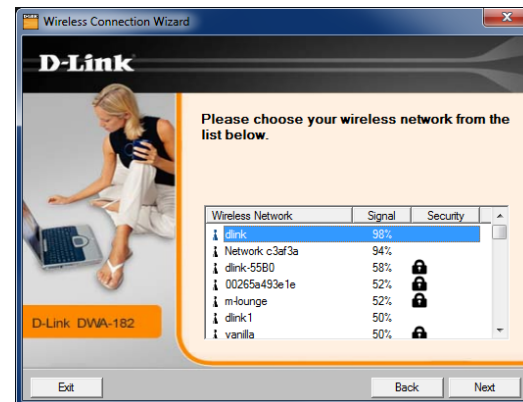 Wireless Connection Wizard
D-Link
Please choose your wireless network from the
list below.
Wireless Network Signal Security
dlink 98%
Network c3af3a 94%
dlink-55B0 58%
00265a493e1e 52%
m-lounge 52%
dlink1 50%
vanilla 50%
D-Link DWA-182
Exit Back Next